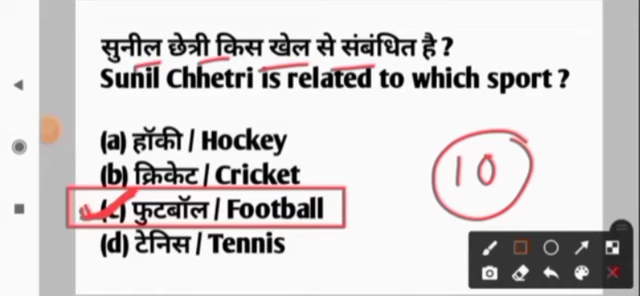 सुनील छेत्री किस खेल से संबंधित है ?
Sunil Chhetri is related to which sport ?
(a) हॉकी / Hockey
(b) क्रिकेट / Cricket
(c) फुटबॉल / Football
(d) टेनिस / Tennis
10